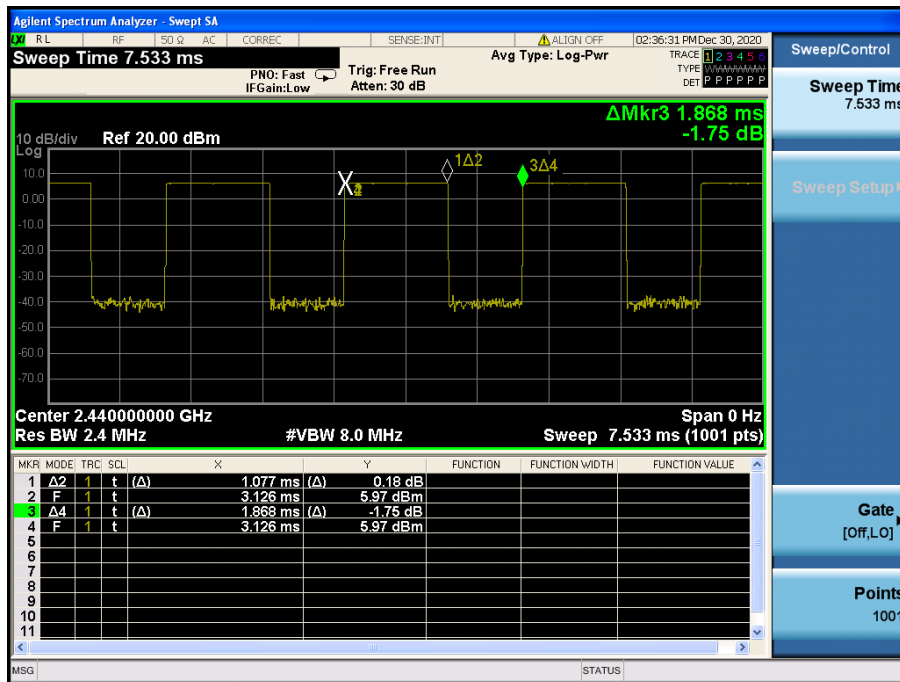 Agilent Spectrum Analyzer - Swept SA
LXI RL RF 50 Ω AC CORREC SENSE:INT ALIGN OFF 02:36:31 PM Dec 30, 2020
Sweep Time 7.533 ms
PNO: Fast
IFGain:Low
Trig: Free Run
Atten: 30 dB
Avg Type: Log-Pwr
TRACE 1 2 3 4 5 6
TYPE WWWWWW
DET P P P P P P
ΔMkr3 1.868 ms
-1.75 dB
10 dB/div Ref 20.00 dBm
Log
10.0
0.00
-10.0
-20.0
-30.0
-40.0
-50.0
-60.0
-70.0
1Δ2
3Δ4
Center 2.440000000 GHz Span 0 Hz
Res BW 2.4 MHz #VBW 8.0 MHz Sweep 7.533 ms (1001 pts)
MKR MODE TRC SCL X Y FUNCTION FUNCTION WIDTH FUNCTION VALUE
1 Δ2 1 t (Δ) 1.077 ms (Δ) 0.18 dB
2 F 1 t 3.126 ms 5.97 dBm
3 Δ4 1 t (Δ) 1.868 ms (Δ) -1.75 dB
4 F 1 t 3.126 ms 5.97 dBm
5
6
7
8
9
10
11
MSG STATUS
Sweep/Control
Sweep Time
7.533 ms
Sweep Setup
Gate
[Off,LO]
Points
1001